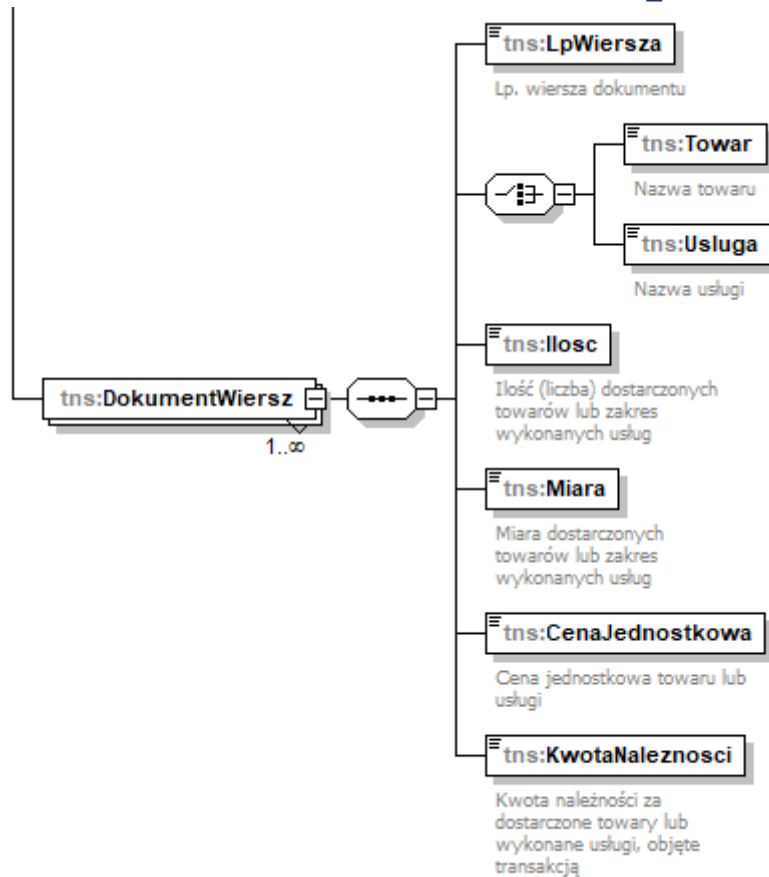 tns:LpWiersza
Lp. wiersza dokumentu
tns:Towar
Nazwa towaru
tns:Usluga
Nazwa usługi
tns:Ilosc
Ilość (liczba) dostarczonych
towarów lub zakres
wykonanych usług
tns:DokumentWiersz
1..∞
tns:Miara
Miara dostarczonych
towarów lub zakres
wykonanych usług
tns:CenaJednostkowa
Cena jednostkowa towaru lub
usługi
tns:KwotaNaleznosci
Kwota należności za
dostarczone towary lub
wykonane usługi, objęte
transakcją